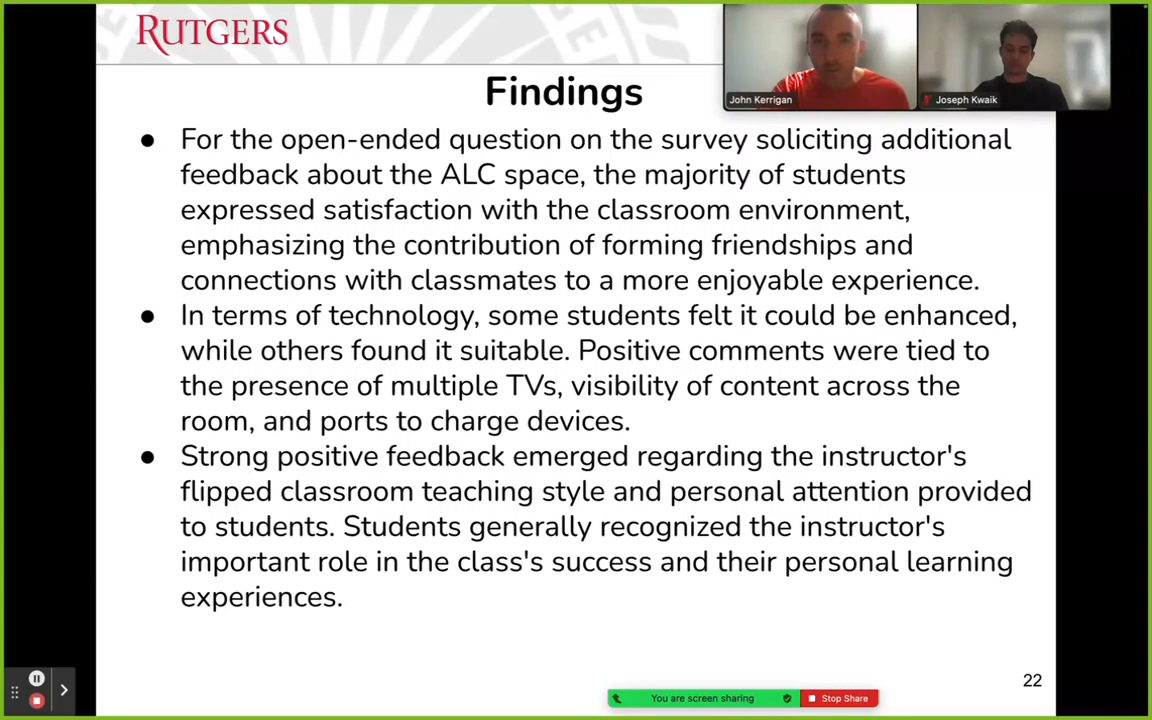 RUTGERS
John Kerrigan
Joseph Kwaik
Findings
● For the open-ended question on the survey soliciting additional
feedback about the ALC space, the majority of students
expressed satisfaction with the classroom environment,
emphasizing the contribution of forming friendships and
connections with classmates to a more enjoyable experience.
● In terms of technology, some students felt it could be enhanced,
while others found it suitable. Positive comments were tied to
the presence of multiple TVs, visibility of content across the
room, and ports to charge devices.
● Strong positive feedback emerged regarding the instructor's
flipped classroom teaching style and personal attention provided
to students. Students generally recognized the instructor's
important role in the class's success and their personal learning
experiences.
22
You are screen sharing
Stop Share